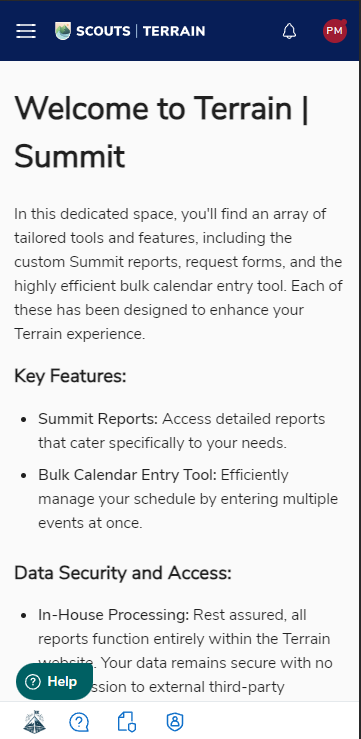 SCOUTS | TERRAIN
PM
Welcome to Terrain |
Summit
In this dedicated space, you'll find an array of
tailored tools and features, including the
custom Summit reports, request forms, and the
highly efficient bulk calendar entry tool. Each of
these has been designed to enhance your
Terrain experience.
Key Features:
• Summit Reports: Access detailed reports
that cater specifically to your needs.
• Bulk Calendar Entry Tool: Efficiently
manage your schedule by entering multiple
events at once.
Data Security and Access:
• In-House Processing: Rest assured, all
reports function entirely within the Terrain
website. Your data remains secure with no
ssion to external third-party
Help